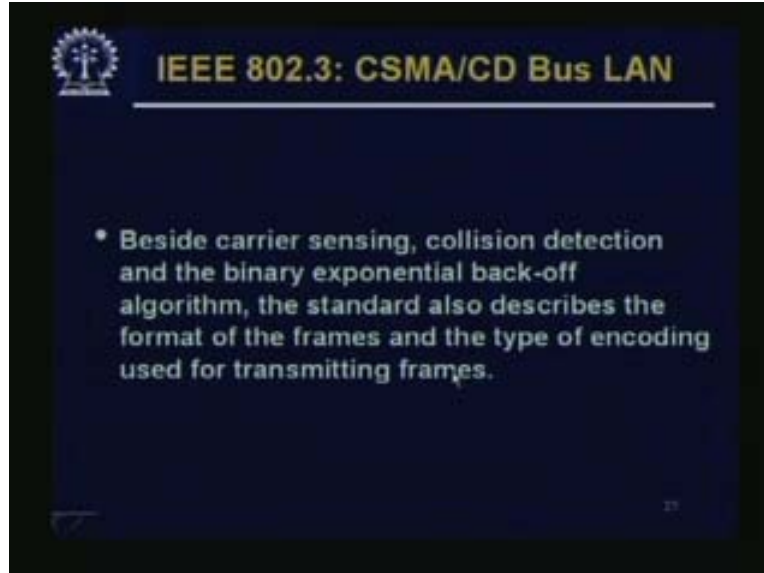 IEEE 802.3: CSMA/CD Bus LAN
• Beside carrier sensing, collision detection
and the binary exponential back-off
algorithm, the standard also describes the
format of the frames and the type of encoding
used for transmitting frames.